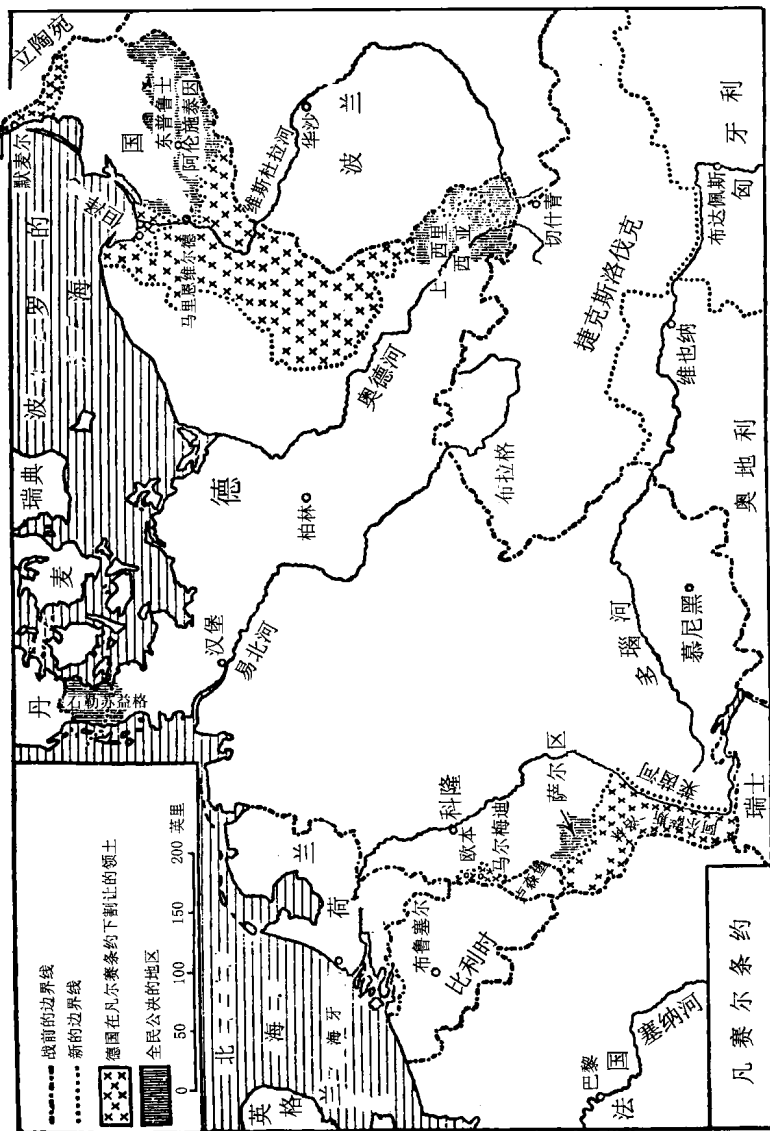 凡赛尔条约
战前的边界线
新的边界线
德国在凡尔赛条约下割让的领土
全民公决的地区
0 50 100 150 200 英里
北海
英格兰
海牙
荷兰
丹麦
瑞典
波罗的海
石勒苏益格
默麦尔
立陶宛
德国
东普鲁士
阿伦施泰因
但泽
马里恩维尔德
维斯杜拉河
华沙
波兰
汉堡
易北河
柏林
奥德河
上西里西亚
切什青
布拉格
捷克斯洛伐克
布达佩斯
匈牙利
维也纳
奥地利
多瑙河
慕尼黑
科隆
欧本
马尔梅迪
萨尔区
莱茵河
洛林
阿尔萨斯
瑞士
卢森堡
布鲁塞尔
比利时
巴黎
法国
塞纳河